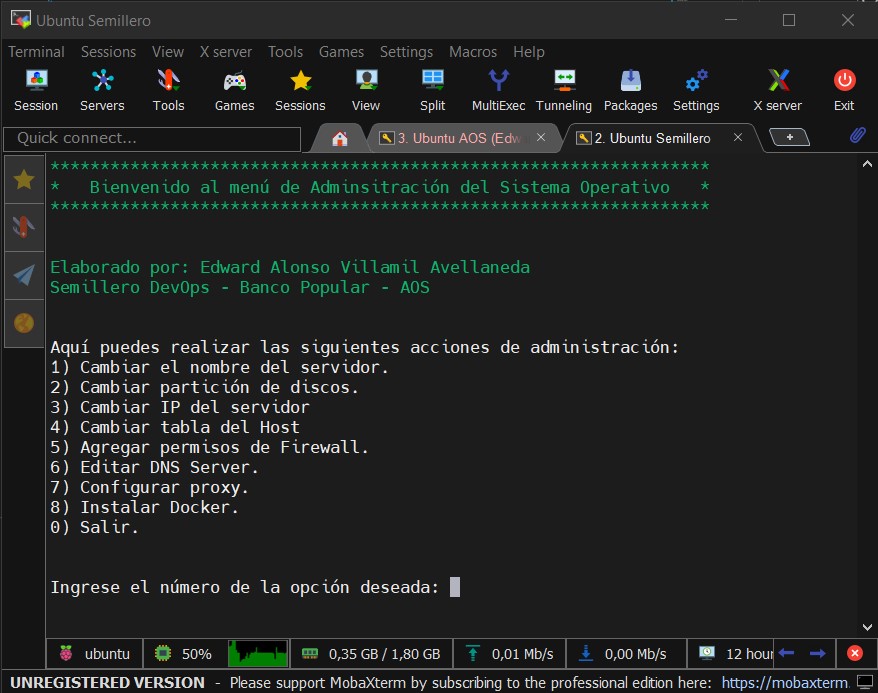 Ubuntu Semillero
Terminal Sessions View X server Tools Games Settings Macros Help
Session Servers Tools Games Sessions View Split MultiExec Tunneling Packages Settings X server Exit
Quick connect...
3. Ubuntu AOS (Edw
2. Ubuntu Semillero
******************************************************************
* Bienvenido al menú de Adminsitración del Sistema Operativo *
******************************************************************
Elaborado por: Edward Alonso Villamil Avellaneda
Semillero DevOps - Banco Popular - AOS
Aquí puedes realizar las siguientes acciones de administración:
1) Cambiar el nombre del servidor.
2) Cambiar partición de discos.
3) Cambiar IP del servidor
4) Cambiar tabla del Host
5) Agregar permisos de Firewall.
6) Editar DNS Server.
7) Configurar proxy.
8) Instalar Docker.
0) Salir.
Ingrese el número de la opción deseada:
ubuntu 50% 0,35 GB / 1,80 GB 0,01 Mb/s 0,00 Mb/s 12 hour
UNREGISTERED VERSION - Please support MobaXterm by subscribing to the professional edition here: https://mobaxterm.